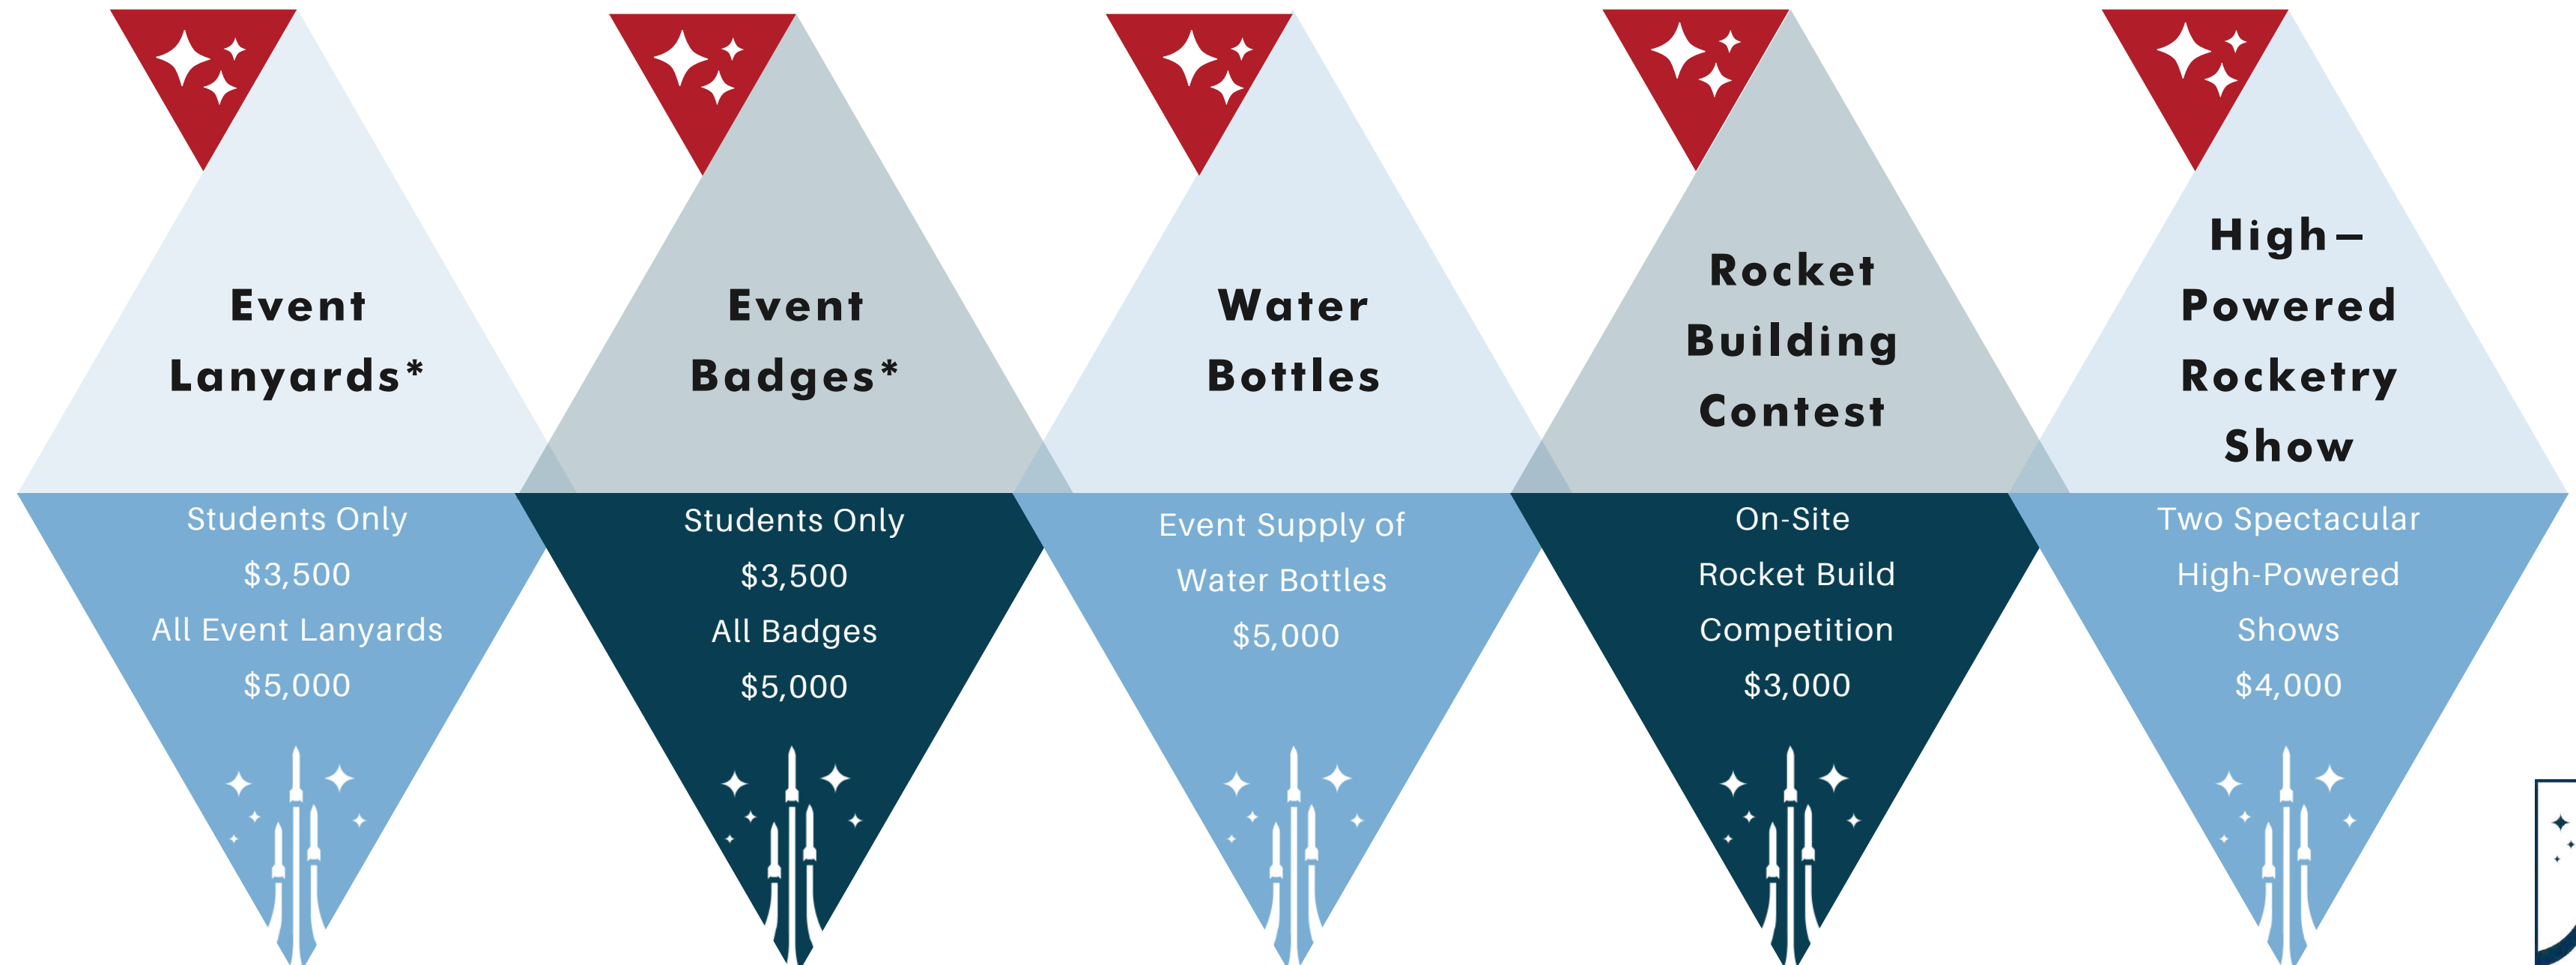 Event
Lanyards*
Students Only
$3,500
All Event Lanyards
$5,000
Event
Badges*
Students Only
$3,500
All Badges
$5,000
Water
Bottles
Event Supply of
Water Bottles
$5,000
Rocket
Building
Contest
On-Site
Rocket Build
Competition
$3,000
High–
Powered
Rocketry
Show
Two Spectacular
High-Powered
Shows
$4,000